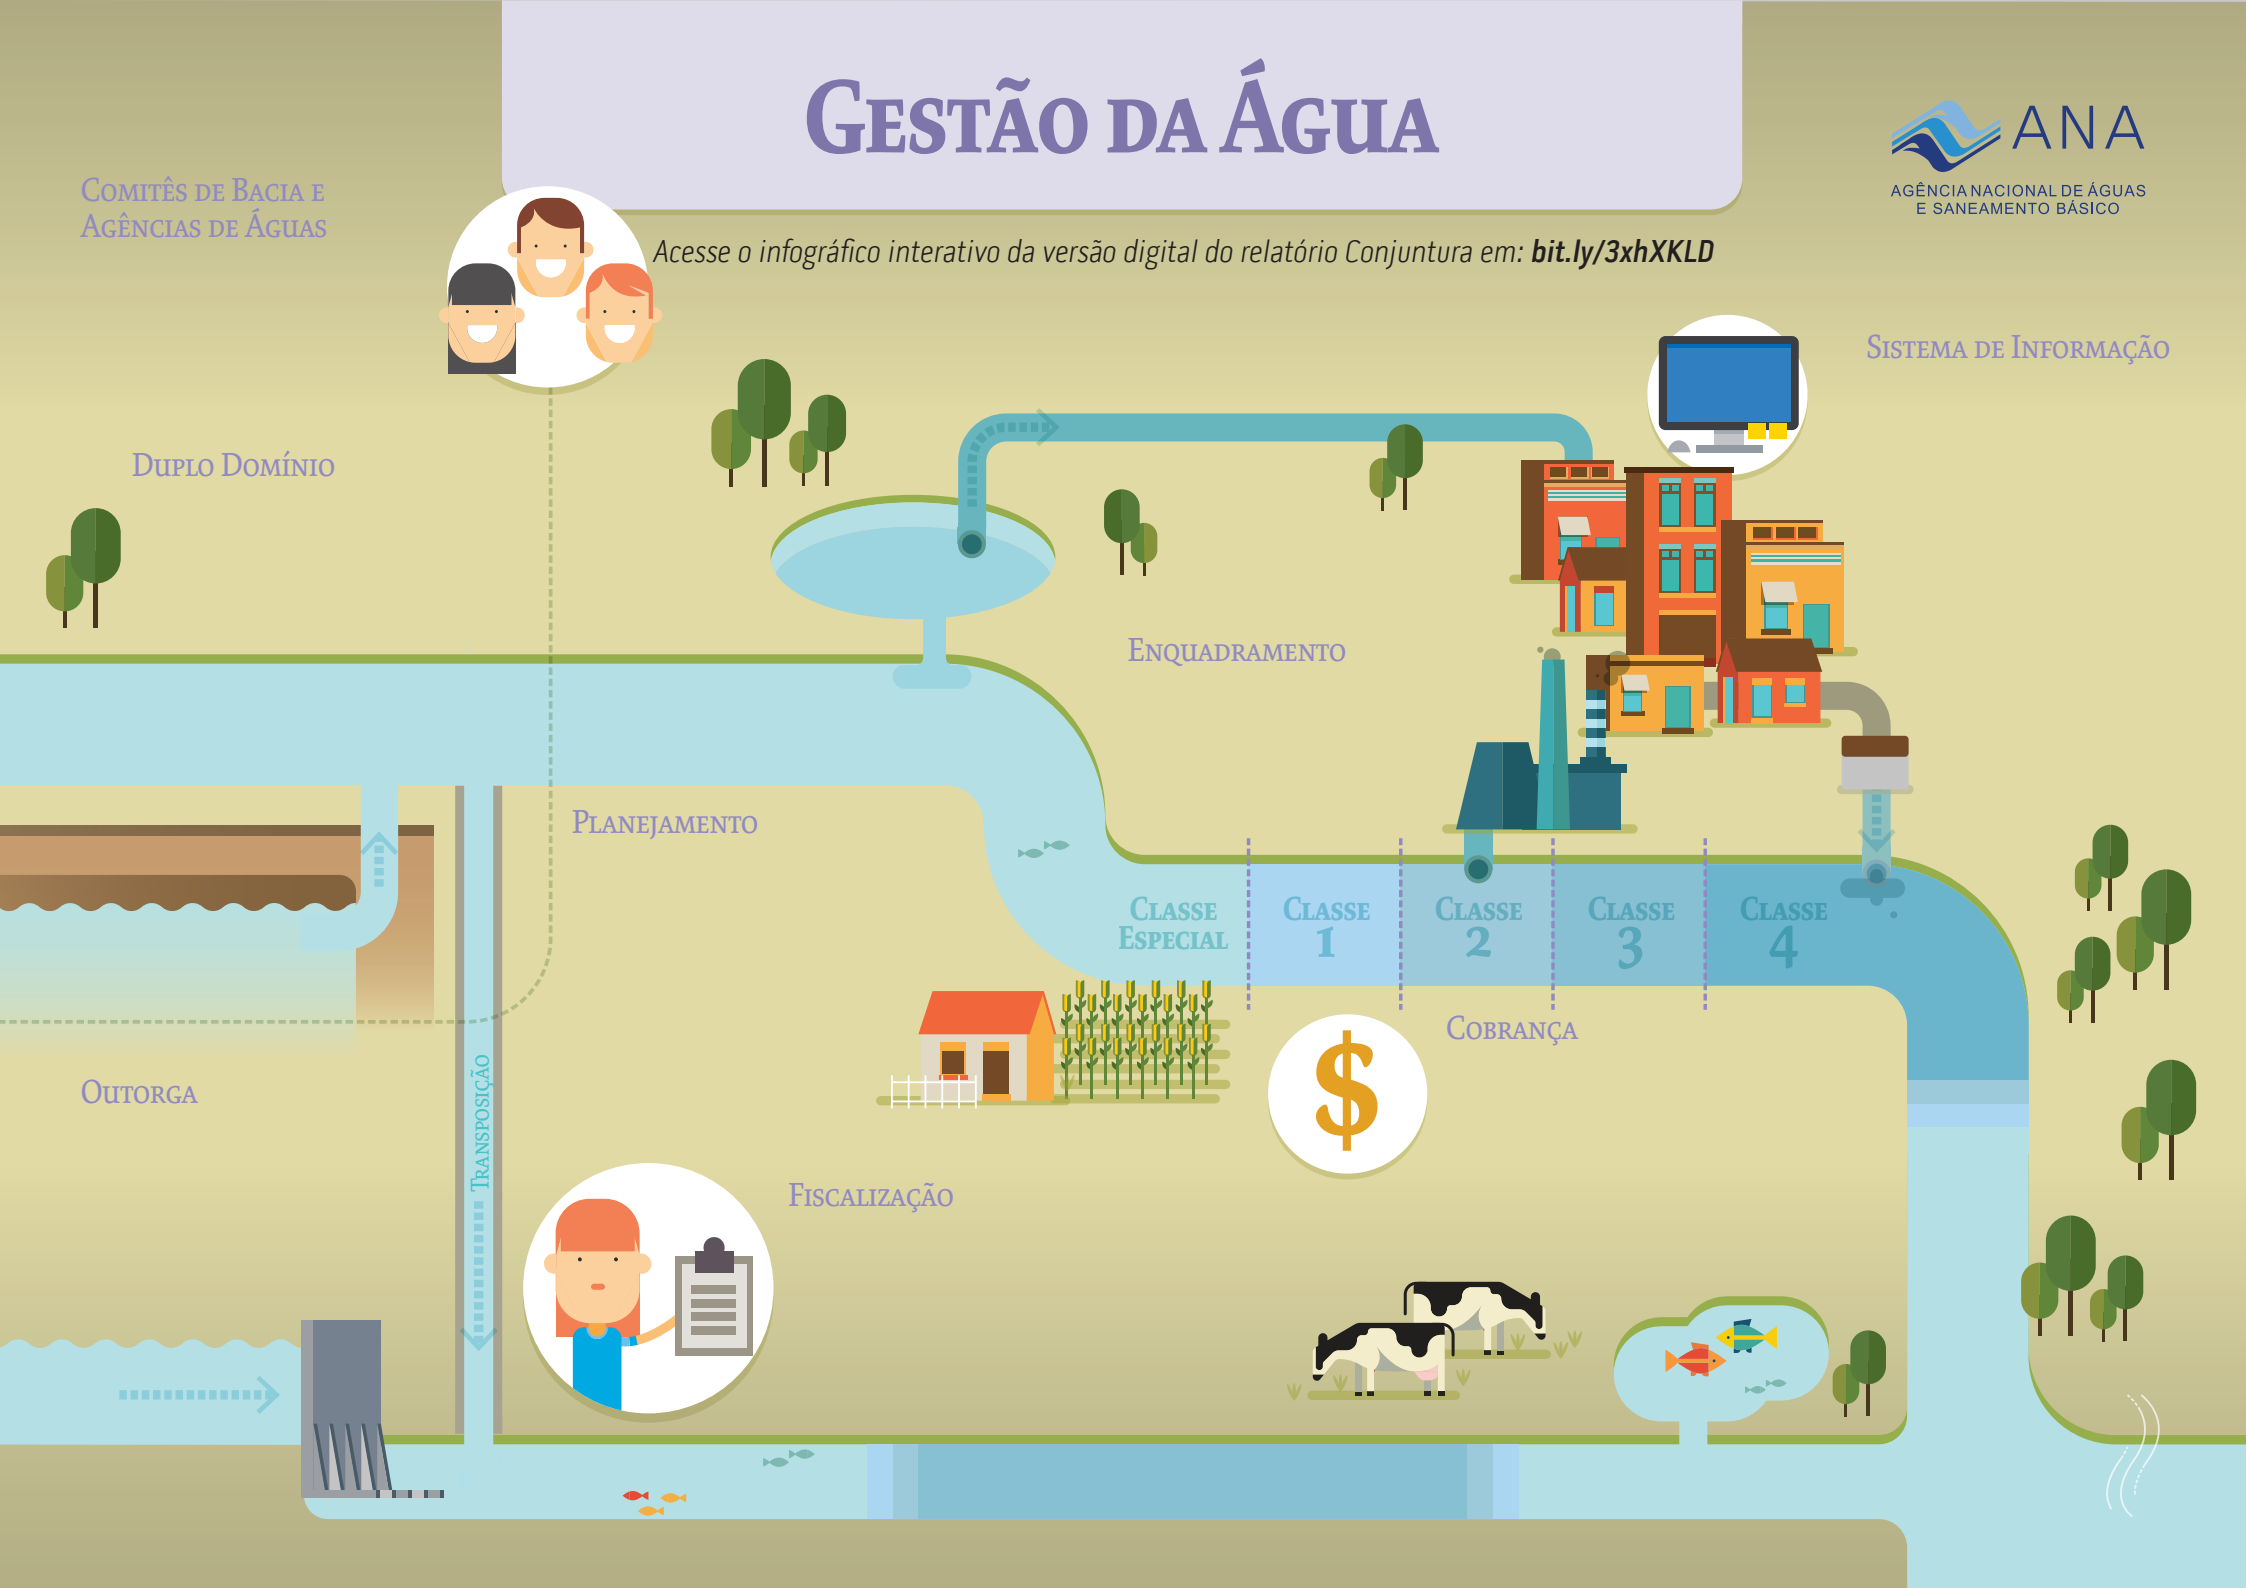 Gestão da Água
ANA
AGÊNCIA NACIONAL DE ÁGUAS
E SANEAMENTO BÁSICO
Comitês de Bacia e
Agências de Águas
Acesse o infográfico interativo da versão digital do relatório Conjuntura em: bit.ly/3xhXKLD
Sistema de Informação
Duplo Domínio
Enquadramento
Planejamento
Classe
Especial
Classe
1
Classe
2
Classe
3
Classe
4
Cobrança
$
Outorga
Transposição
Fiscalização